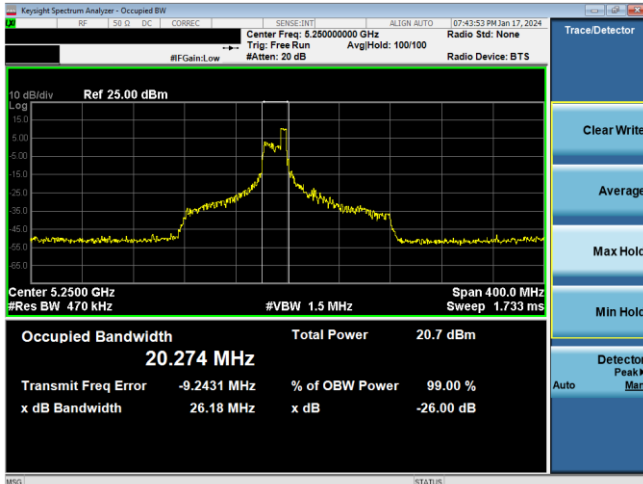 Keysight Spectrum Analyzer - Occupied BW
RF 50 Ω DC CORREC SENSE:INT ALIGN AUTO 07:43:53 PM Jan 17, 2024
Center Freq: 5.250000000 GHz Radio Std: None
Trig: Free Run Avg|Hold: 100/100
#IFGain:Low #Atten: 20 dB Radio Device: BTS
Trace/Detector
10 dB/div Ref 25.00 dBm
Log
15.0
5.00
-5.00
-15.0
-25.0
-35.0
-45.0
-55.0
-65.0
Center 5.2500 GHz Span 400.0 MHz
#Res BW 470 kHz #VBW 1.5 MHz Sweep 1.733 ms
Occupied Bandwidth Total Power 20.7 dBm
20.274 MHz
Transmit Freq Error -9.2431 MHz % of OBW Power 99.00 %
x dB Bandwidth 26.18 MHz x dB -26.00 dB
Clear Write
Average
Max Hold
Min Hold
Detector
Peak
Auto Man
MSG STATUS